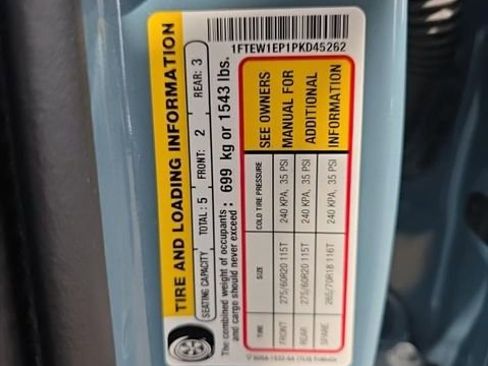 1FTEW1EP1PKD45262
TIRE AND LOADING INFORMATION
SEATING CAPACITY TOTAL: 5 FRONT: 2 REAR: 3
The combined weight of occupants
and cargo should never exceed: 699 kg or 1543 lbs.
TIRE SIZE COLD TIRE PRESSURE
FRONT 275/60R20 115T 240 KPA, 35 PSI
REAR 275/60R20 115T 240 KPA, 35 PSI
SPARE 265/70R18 116T 240 KPA, 35 PSI
SEE OWNERS
MANUAL FOR
ADDITIONAL
INFORMATION